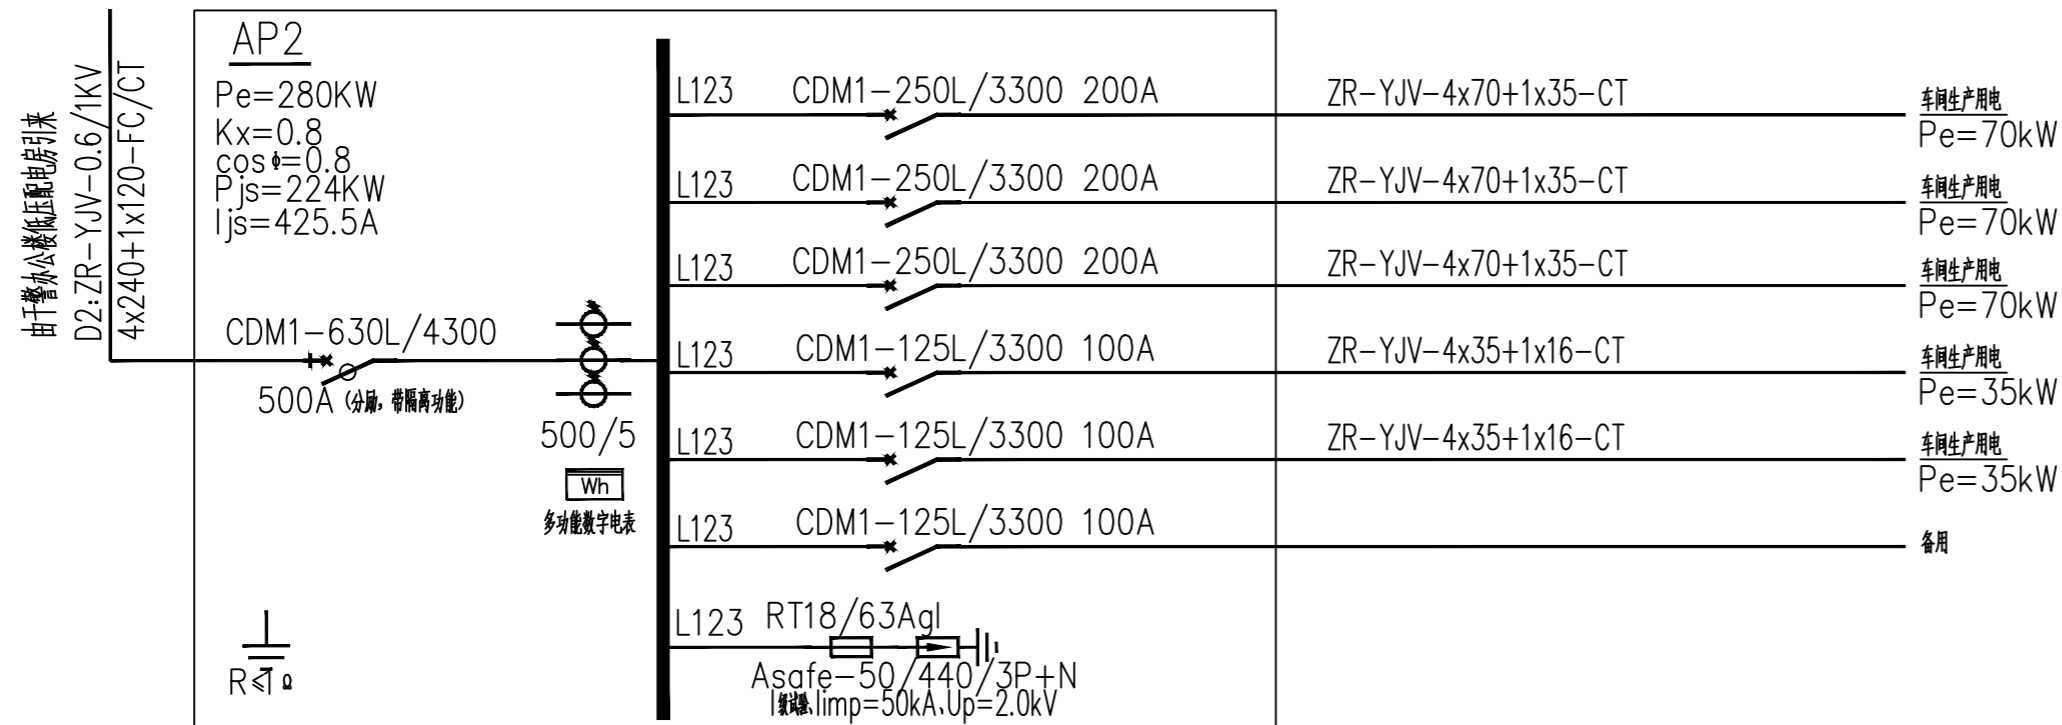 由干警办公楼低压配电房引来
D2:ZR-YJV-0.6/1KV
4x240+1x120-FC/CT
AP2
Pe=280KW
Kx=0.8
cosφ=0.8
Pjs=224KW
Ijs=425.5A
CDM1-630L/4300
500A (分励，带隔离功能)
500/5
Wh
多功能数字电表
R≤1Ω
L123 CDM1-250L/3300 200A ZR-YJV-4x70+1x35-CT 车间生产用电
Pe=70kW
L123 CDM1-250L/3300 200A ZR-YJV-4x70+1x35-CT 车间生产用电
Pe=70kW
L123 CDM1-250L/3300 200A ZR-YJV-4x70+1x35-CT 车间生产用电
Pe=70kW
L123 CDM1-125L/3300 100A ZR-YJV-4x35+1x16-CT 车间生产用电
Pe=35kW
L123 CDM1-125L/3300 100A ZR-YJV-4x35+1x16-CT 车间生产用电
Pe=35kW
L123 CDM1-125L/3300 100A 备用
L123 RT18/63Agl
Asafe-50/440/3P+N
I级试验、Iimp=50kA、Up=2.0kV